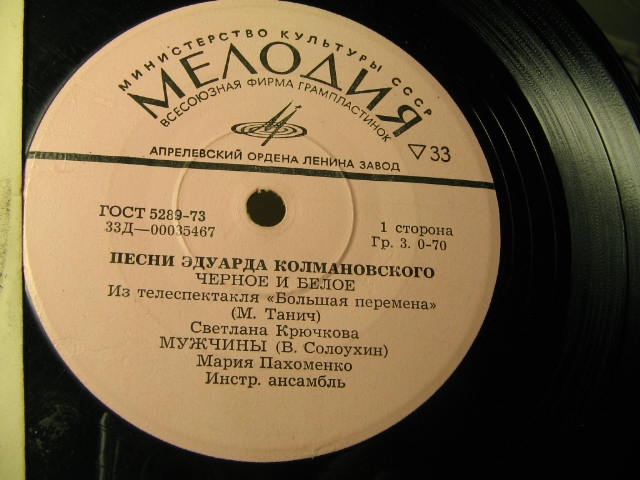 МИНИСТЕРСТВО КУЛЬТУРЫ СССР
МЕЛОДИЯ
ВСЕСОЮЗНАЯ ФИРМА ГРАМПЛАСТИНОК
АПРЕЛЕВСКИЙ ОРДЕНА ЛЕНИНА ЗАВОД
▽33
ГОСТ 5289-73
33Д—00035467
1 сторона
Гр. 3. 0-70
ПЕСНИ ЭДУАРДА КОЛМАНОВСКОГО
ЧЕРНОЕ И БЕЛОЕ
Из телеспектакля «Большая перемена»
(М. Танич)
Светлана Крючкова
МУЖЧИНЫ (В. Солоухин)
Мария Пахоменко
Инстр. ансамбль